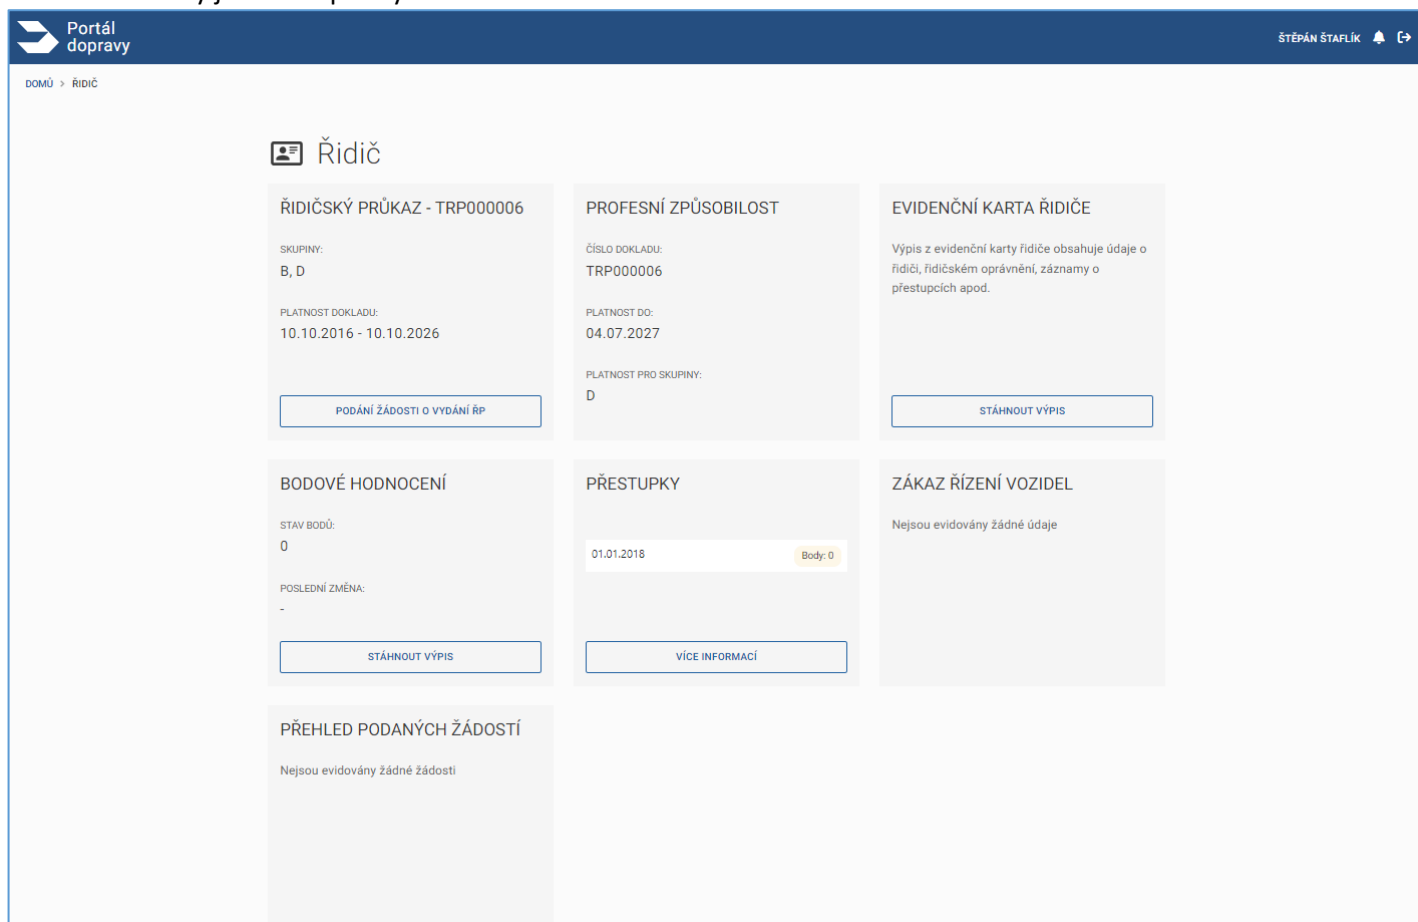 Portál
dopravy
ŠTĚPÁN ŠTAFLÍK
DOMŮ > ŘIDIČ
Řidič
ŘIDIČSKÝ PRŮKAZ - TRP000006
SKUPINY:
B, D
PLATNOST DOKLADU:
10.10.2016 - 10.10.2026
PODÁNÍ ŽÁDOSTI O VYDÁNÍ ŘP
PROFESNÍ ZPŮSOBILOST
ČÍSLO DOKLADU:
TRP000006
PLATNOST DO:
04.07.2027
PLATNOST PRO SKUPINY:
D
EVIDENČNÍ KARTA ŘIDIČE
Výpis z evidenční karty řidiče obsahuje údaje o
řidiči, řidičském oprávnění, záznamy o
přestupcích apod.
STÁHNOUT VÝPIS
BODOVÉ HODNOCENÍ
STAV BODŮ:
0
POSLEDNÍ ZMĚNA:
-
STÁHNOUT VÝPIS
PŘESTUPKY
01.01.2018 Body: 0
VÍCE INFORMACÍ
ZÁKAZ ŘÍZENÍ VOZIDEL
Nejsou evidovány žádné údaje
PŘEHLED PODANÝCH ŽÁDOSTÍ
Nejsou evidovány žádné žádosti